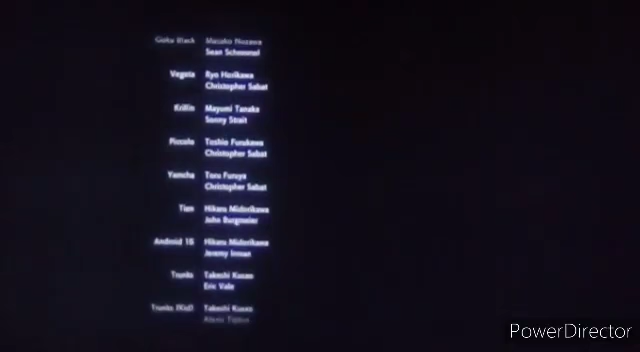 Goku Black Masako Nozawa
Sean Schemmel
Vegeta Ryo Horikawa
Christopher Sabat
Krillin Mayumi Tanaka
Sonny Strait
Piccolo Toshio Furukawa
Christopher Sabat
Yamcha Toru Furuya
Christopher Sabat
Tien Hikaru Midorikawa
John Burgmeier
Android 16 Hikaru Midorikawa
Jeremy Inman
Trunks Takeshi Kusao
Eric Vale
Trunks (Kid) Takeshi Kusao
Alexis Tipton
PowerDirector